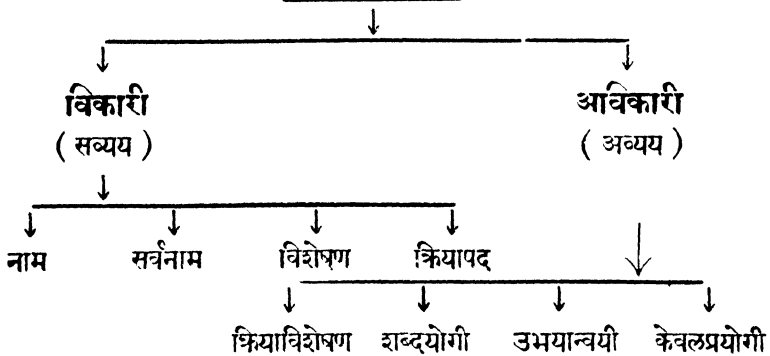 विकारी आविकारी
( सव्यय ) ( अव्यय )
नाम सर्वनाम विशेषण क्रियापद
क्रियाविशेषण शब्दयोगी उभयान्वयी केवलप्रयोगी